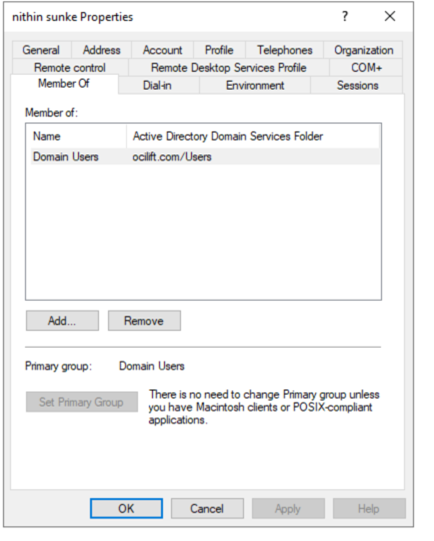 nithin sunke Properties ? ×
General Address Account Profile Telephones Organization
Remote control Remote Desktop Services Profile COM+
Member Of Dial-in Environment Sessions
Member of:
Name Active Directory Domain Services Folder
Domain Users ocilift.com/Users
Add... Remove
Primary group: Domain Users
Set Primary Group There is no need to change Primary group unless
you have Macintosh clients or POSIX-compliant
applications.
OK Cancel Apply Help